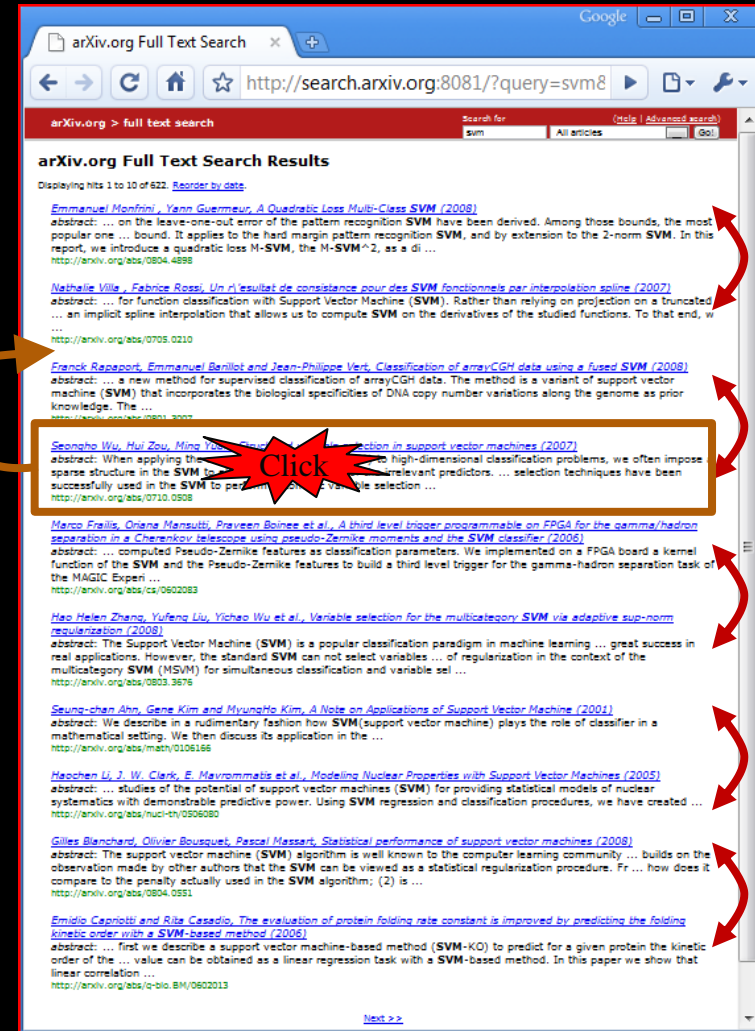 Google
arXiv.org Full Text Search
http://search.arxiv.org:8081/?query=svm&
arXiv.org > full text search
Search for
(Help | Advanced search)
svm
All articles
Go!
arXiv.org Full Text Search Results
Displaying hits 1 to 10 of 622. Reorder by date.
Emmanuel Monfrini , Yann Guermeur, A Quadratic Loss Multi-Class SVM (2008)
abstract: ... on the leave-one-out error of the pattern recognition SVM have been derived. Among those bounds, the most
popular one ... bound. It applies to the hard margin pattern recognition SVM, and by extension to the 2-norm SVM. In this
report, we introduce a quadratic loss M-SVM, the M-SVM^2, as a di ...
http://arxiv.org/abs/0804.4898
Nathalie Villa , Fabrice Rossi, Un r\'esultat de consistance pour des SVM fonctionnels par interpolation spline (2007)
abstract: ... for function classification with Support Vector Machine (SVM). Rather than relying on projection on a truncated
... an implicit spline interpolation that allows us to compute SVM on the derivatives of the studied functions. To that end, w
...
http://arxiv.org/abs/0705.0210
Franck Rapaport, Emmanuel Barillot and Jean-Philippe Vert, Classification of arrayCGH data using a fused SVM (2008)
abstract: ... a new method for supervised classification of arrayCGH data. The method is a variant of support vector
machine (SVM) that incorporates the biological specificities of DNA copy number variations along the genome as prior
knowledge. The ...
http://arxiv.org/abs/0801.3007
Seongho Wu, Hui Zou, Ming selection in support vector machines (2007)
abstract: When applying the to high-dimensional classification problems, we often impose a
sparse structure in the SVM irrelevant predictors. ... selection techniques have been
successfully used in the SVM to variable selection ...
Click
http://arxiv.org/abs/0710.0508
Marco Frailis, Oriana Mansutti, Praveen Boinee et al., A third level trigger programmable on FPGA for the gamma/hadron
separation in a Cherenkov telescope using pseudo-Zernike moments and the SVM classifier (2006)
abstract: ... computed Pseudo-Zernike features as classification parameters. We implemented on a FPGA board a kernel
function of the SVM and the Pseudo-Zernike features to build a third level trigger for the gamma-hadron separation task of
the MAGIC Experi ...
http://arxiv.org/abs/cs/0602083
Hao Helen Zhang, Yufeng Liu, Yichao Wu et al., Variable selection for the multicategory SVM via adaptive sup-norm
regularization (2008)
abstract: The Support Vector Machine (SVM) is a popular classification paradigm in machine learning ... great success in
real applications. However, the standard SVM can not select variables ... of regularization in the context of the
multicategory SVM (MSVM) for simultaneous classification and variable sel ...
http://arxiv.org/abs/0803.3676
Seung-chan Ahn, Gene Kim and MyungHo Kim, A Note on Applications of Support Vector Machine (2001)
abstract: We describe in a rudimentary fashion how SVM(support vector machine) plays the role of classifier in a
mathematical setting. We then discuss its application in the ...
http://arxiv.org/abs/math/0106166
Haochen Li, J. W. Clark, E. Mavrommatis et al., Modeling Nuclear Properties with Support Vector Machines (2005)
abstract: ... studies of the potential of support vector machines (SVM) for providing statistical models of nuclear
systematics with demonstrable predictive power. Using SVM regression and classification procedures, we have created ...
http://arxiv.org/abs/nucl-th/0506080
Gilles Blanchard, Olivier Bousquet, Pascal Massart, Statistical performance of support vector machines (2008)
abstract: The support vector machine (SVM) algorithm is well known to the computer learning community ... builds on the
observation made by other authors that the SVM can be viewed as a statistical regularization procedure. Fr ... how does it
compare to the penalty actually used in the SVM algorithm; (2) is ...
http://arxiv.org/abs/0804.0551
Emidio Capriotti and Rita Casadio, The evaluation of protein folding rate constant is improved by predicting the folding
kinetic order with a SVM-based method (2006)
abstract: ... first we describe a support vector machine-based method (SVM-KO) to predict for a given protein the kinetic
order of the ... value can be obtained as a linear regression task with a SVM-based method. In this paper we show that
linear correlation ...
http://arxiv.org/abs/q-bio.BM/0602013
Next >>